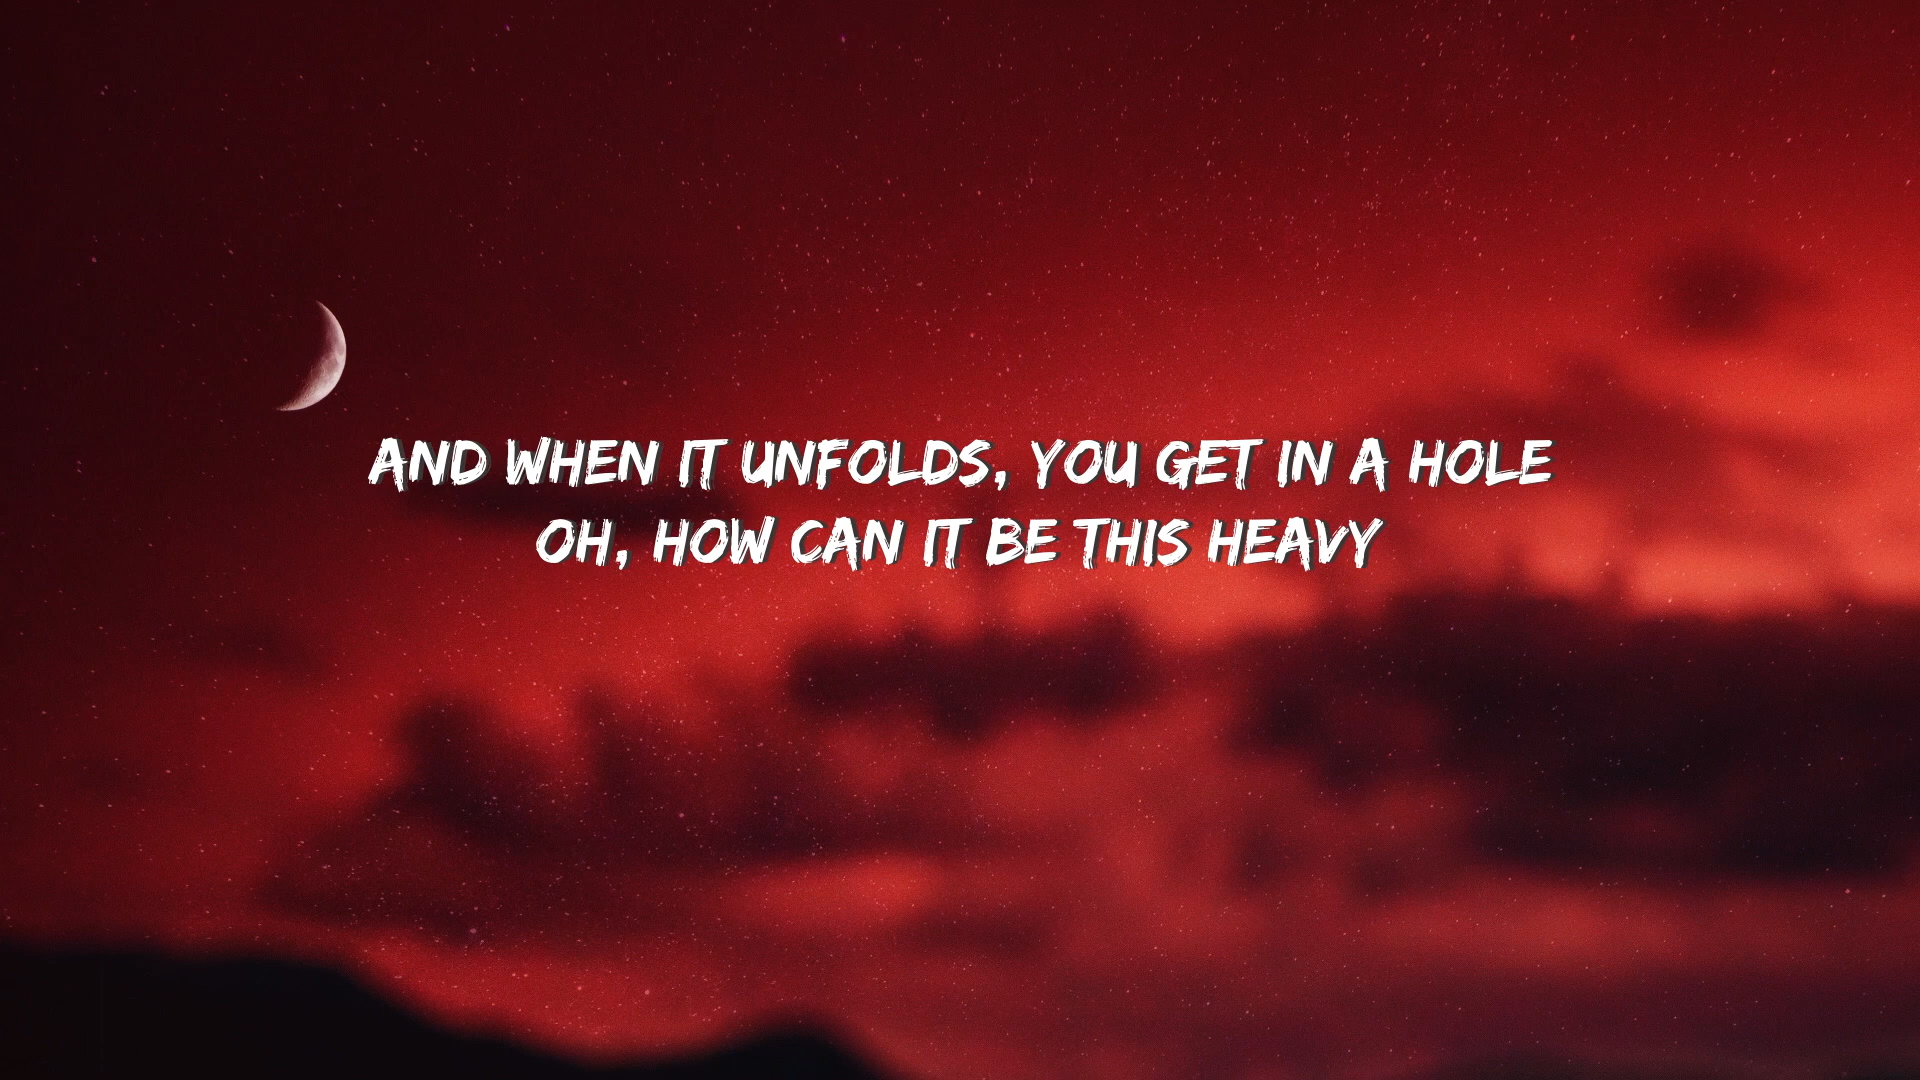 AND WHEN IT UNFOLDS, YOU GET IN A HOLE
OH, HOW CAN IT BE THIS HEAVY